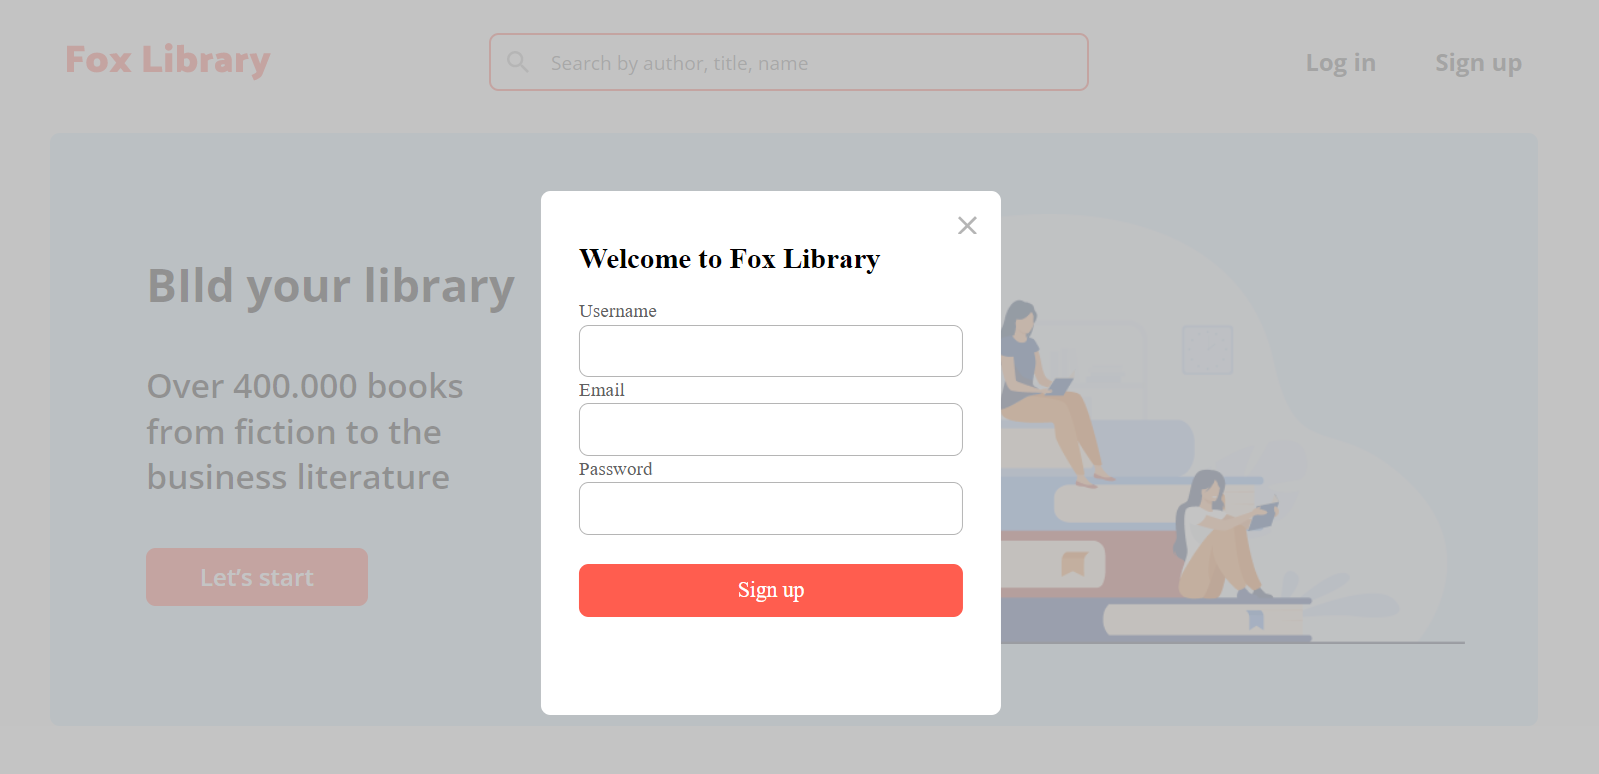 Fox Library
Search by author, title, name
Log in
Sign up
BIld your library
Over 400.000 books
from fiction to the
business literature
Let's start
Welcome to Fox Library
Username
Email
Password
Sign up